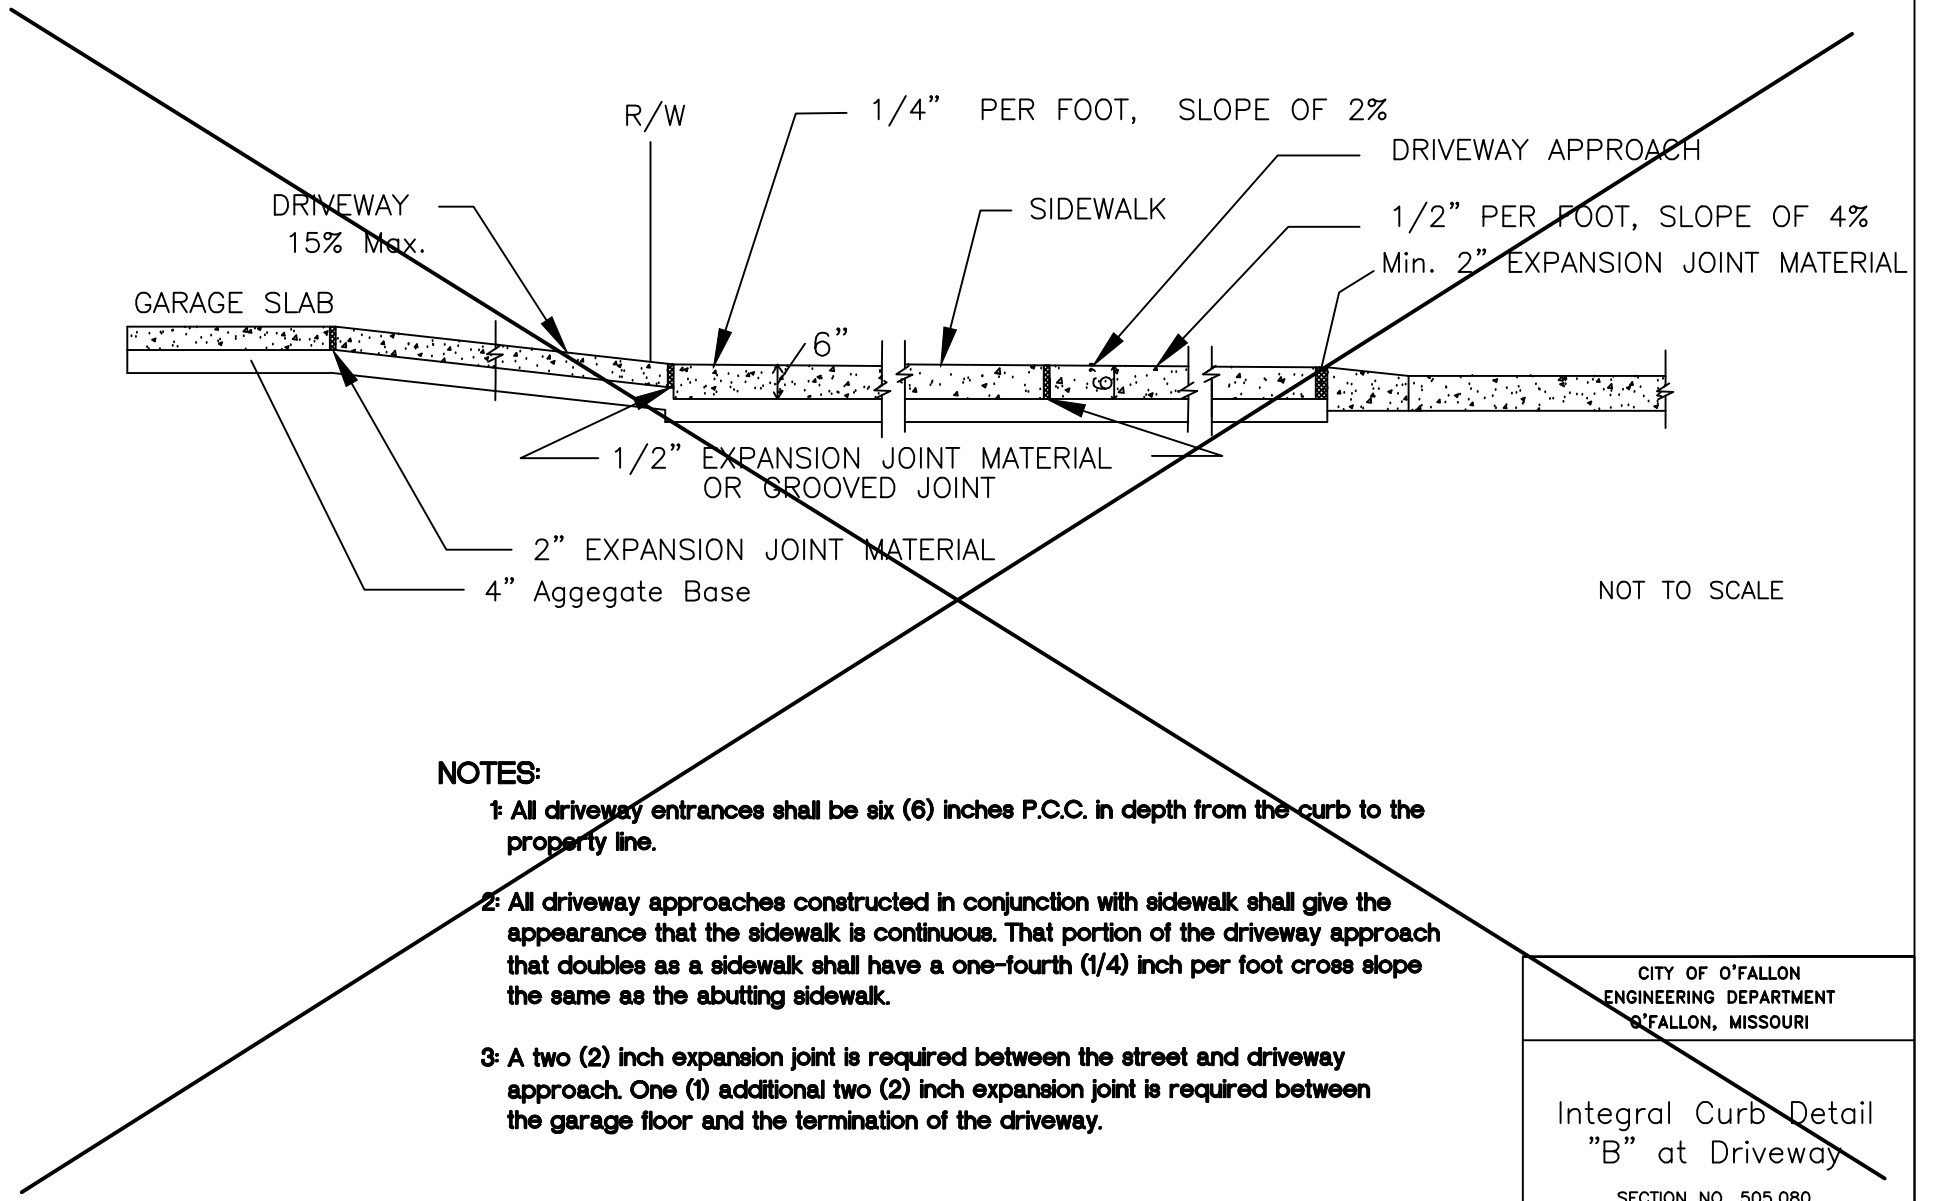 R/W
1/4” PER FOOT, SLOPE OF 2%
DRIVEWAY APPROACH
DRIVEWAY
15% Max.
SIDEWALK
1/2” PER FOOT, SLOPE OF 4%
Min. 2” EXPANSION JOINT MATERIAL
GARAGE SLAB
6”
6”
1/2” EXPANSION JOINT MATERIAL
OR GROOVED JOINT
2” EXPANSION JOINT MATERIAL
4” Aggegate Base
NOT TO SCALE
NOTES:
1: All driveway entrances shall be six (6) inches P.C.C. in depth from the curb to the
property line.
2: All driveway approaches constructed in conjunction with sidewalk shall give the
appearance that the sidewalk is continuous. That portion of the driveway approach
that doubles as a sidewalk shall have a one-fourth (1/4) inch per foot cross slope
the same as the abutting sidewalk.
3: A two (2) inch expansion joint is required between the street and driveway
approach. One (1) additional two (2) inch expansion joint is required between
the garage floor and the termination of the driveway.
CITY OF O'FALLON
ENGINEERING DEPARTMENT
O'FALLON, MISSOURI
Integral Curb Detail
”B” at Driveway
SECTION NO. 505.080